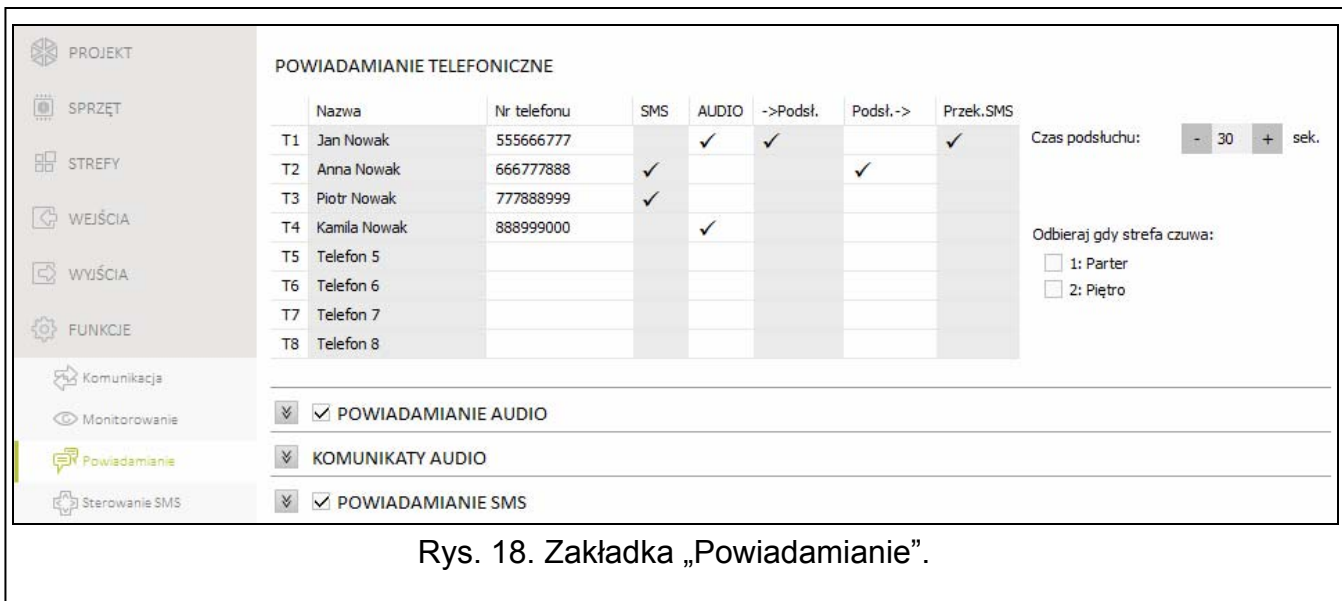 PROJEKT
SPRZĘT
STREFY
WEJŚCIA
WYJŚCIA
FUNKCJE
Komunikacja
Monitorowanie
Powiadamianie
Sterowanie SMS
POWIADAMIANIE TELEFONICZNE
Nazwa Nr telefonu SMS AUDIO ->Podsł. Podsł.-> Przek.SMS
T1 Jan Nowak 555666777 ✓ ✓ ✓
T2 Anna Nowak 666777888 ✓ ✓
T3 Piotr Nowak 777888999 ✓
T4 Kamila Nowak 888999000 ✓
T5 Telefon 5
T6 Telefon 6
T7 Telefon 7
T8 Telefon 8
Czas podsłuchu: - 30 + sek.
Odbieraj gdy strefa czuwa:
1: Parter
2: Piętro
POWIADAMIANIE AUDIO
KOMUNIKATY AUDIO
POWIADAMIANIE SMS
Rys. 18. Zakładka „Powiadamianie”.